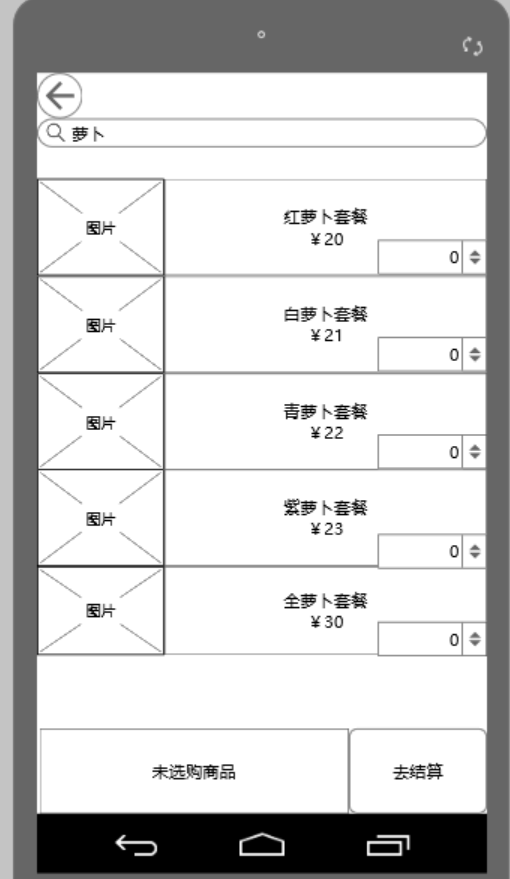 萝卜
图片
红萝卜套餐
￥20
0
图片
白萝卜套餐
￥21
0
图片
青萝卜套餐
￥22
0
图片
紫萝卜套餐
￥23
0
图片
全萝卜套餐
￥30
0
未选购商品
去结算